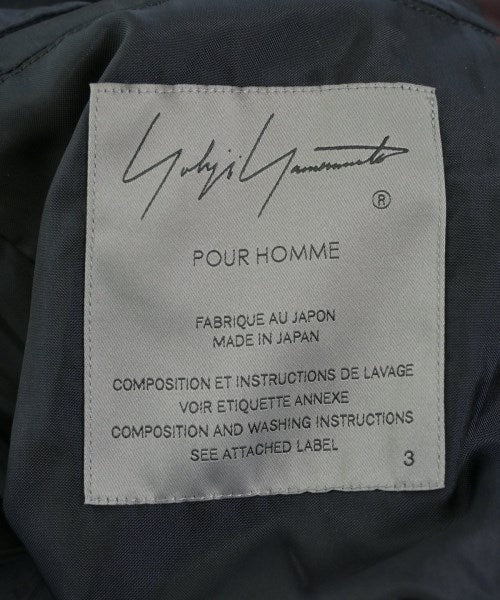 Yohji Yamamoto
®
POUR HOMME
FABRIQUE AU JAPON
MADE IN JAPAN
COMPOSITION ET INSTRUCTIONS DE LAVAGE
VOIR ETIQUETTE ANNEXE
COMPOSITION AND WASHING INSTRUCTIONS
SEE ATTACHED LABEL
3